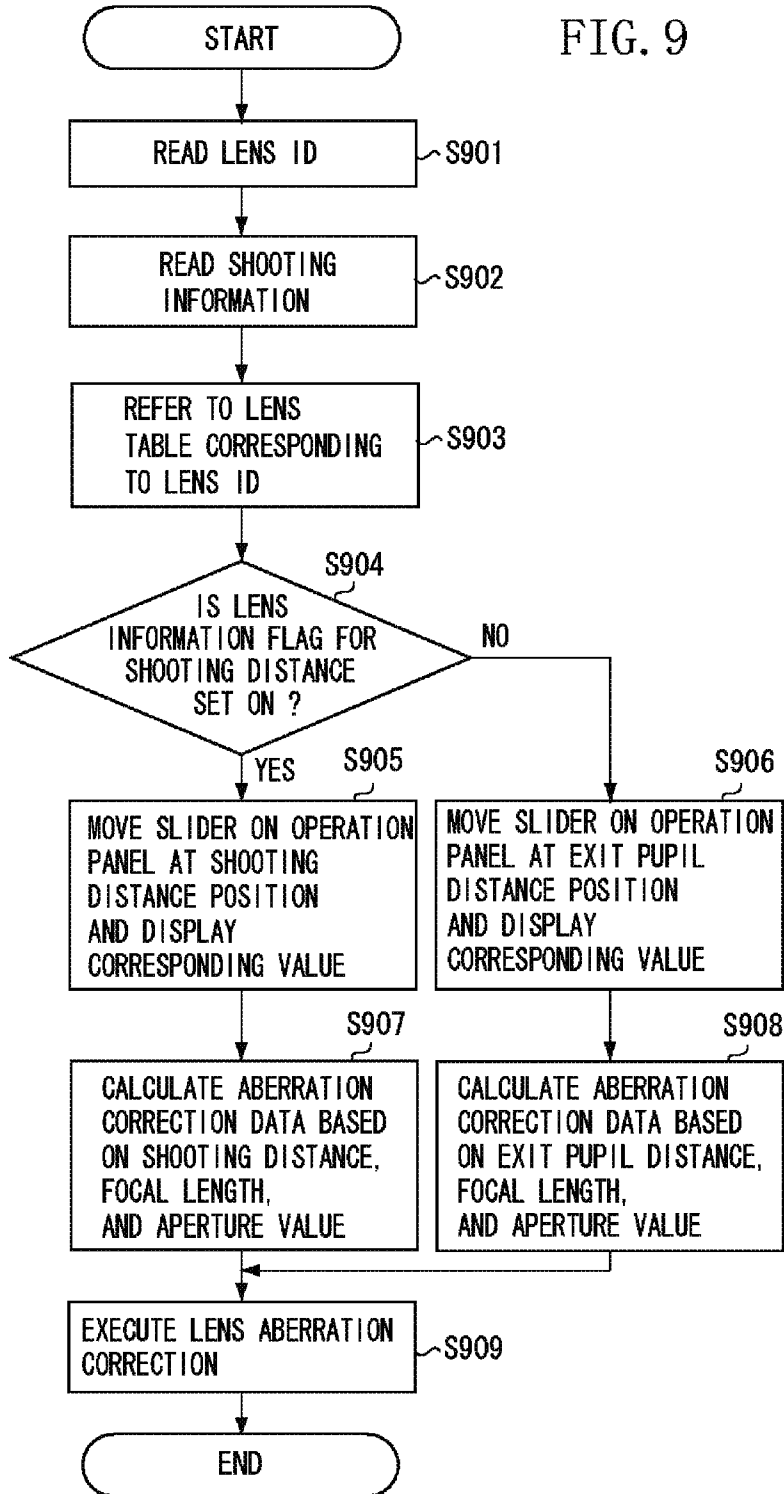 FIG. 9
START
READ LENS ID
S901
READ SHOOTING
INFORMATION
S902
REFER TO LENS
TABLE CORRESPONDING
TO LENS ID
S903
S904
IS LENS
INFORMATION FLAG FOR
SHOOTING DISTANCE
SET ON ?
NO
YES
S905
MOVE SLIDER ON OPERATION
PANEL AT SHOOTING
DISTANCE POSITION
AND DISPLAY
CORRESPONDING VALUE
S906
MOVE SLIDER ON OPERATION
PANEL AT EXIT PUPIL
DISTANCE POSITION
AND DISPLAY
CORRESPONDING VALUE
S907
CALCULATE ABERRATION
CORRECTION DATA BASED
ON SHOOTING DISTANCE,
FOCAL LENGTH,
AND APERTURE VALUE
S908
CALCULATE ABERRATION
CORRECTION DATA BASED
ON EXIT PUPIL DISTANCE,
FOCAL LENGTH,
AND APERTURE VALUE
EXECUTE LENS ABERRATION
CORRECTION
S909
END